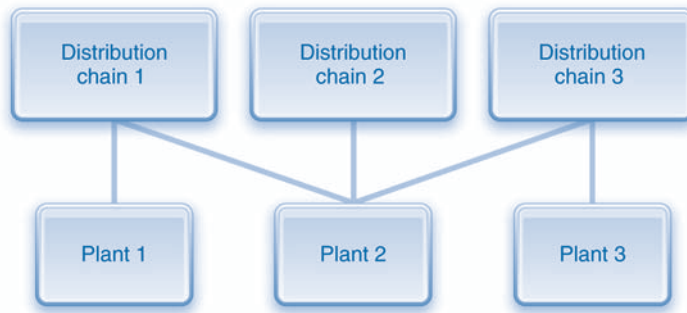 Distribution
chain 1
Distribution
chain 2
Distribution
chain 3
Plant 1
Plant 2
Plant 3